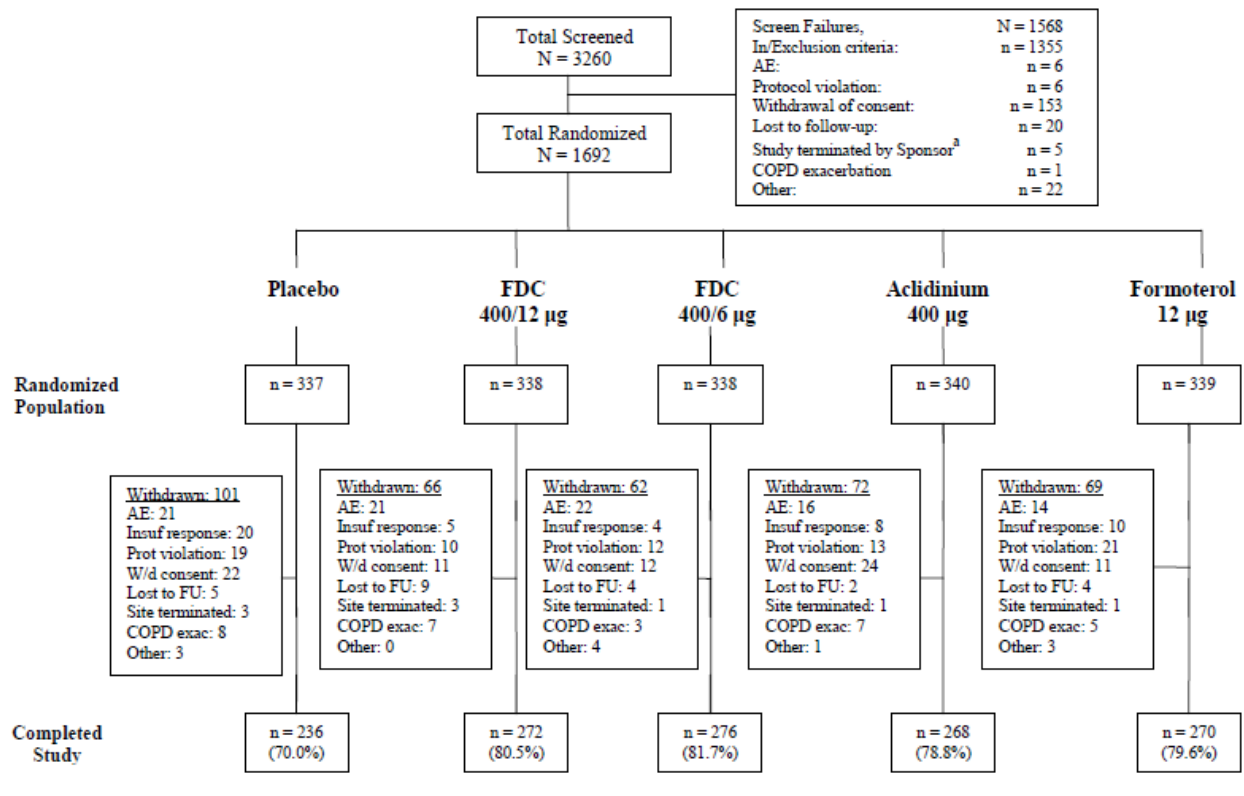 Total Screened
N = 3260
Screen Failures, N = 1568
In/Exclusion criteria: n = 1355
AE: n = 6
Protocol violation: n = 6
Withdrawal of consent: n = 153
Lost to follow-up: n = 20
Study terminated by Sponsorª n = 5
COPD exacerbation n = 1
Other: n = 22
Total Randomized
N = 1692
Placebo
FDC
400/12 µg
FDC
400/6 µg
Aclidinium
400 µg
Formoterol
12 µg
Randomized
Population
n = 337
n = 338
n = 338
n = 340
n = 339
Withdrawn: 101
AE: 21
Insuf response: 20
Prot violation: 19
W/d consent: 22
Lost to FU: 5
Site terminated: 3
COPD exac: 8
Other: 3
Withdrawn: 66
AE: 21
Insuf response: 5
Prot violation: 10
W/d consent: 11
Lost to FU: 9
Site terminated: 3
COPD exac: 7
Other: 0
Withdrawn: 62
AE: 22
Insuf response: 4
Prot violation: 12
W/d consent: 12
Lost to FU: 4
Site terminated: 1
COPD exac: 3
Other: 4
Withdrawn: 72
AE: 16
Insuf response: 8
Prot violation: 13
W/d consent: 24
Lost to FU: 2
Site terminated: 1
COPD exac: 7
Other: 1
Withdrawn: 69
AE: 14
Insuf response: 10
Prot violation: 21
W/d consent: 11
Lost to FU: 4
Site terminated: 1
COPD exac: 5
Other: 3
Completed
Study
n = 236
(70.0%)
n = 272
(80.5%)
n = 276
(81.7%)
n = 268
(78.8%)
n = 270
(79.6%)